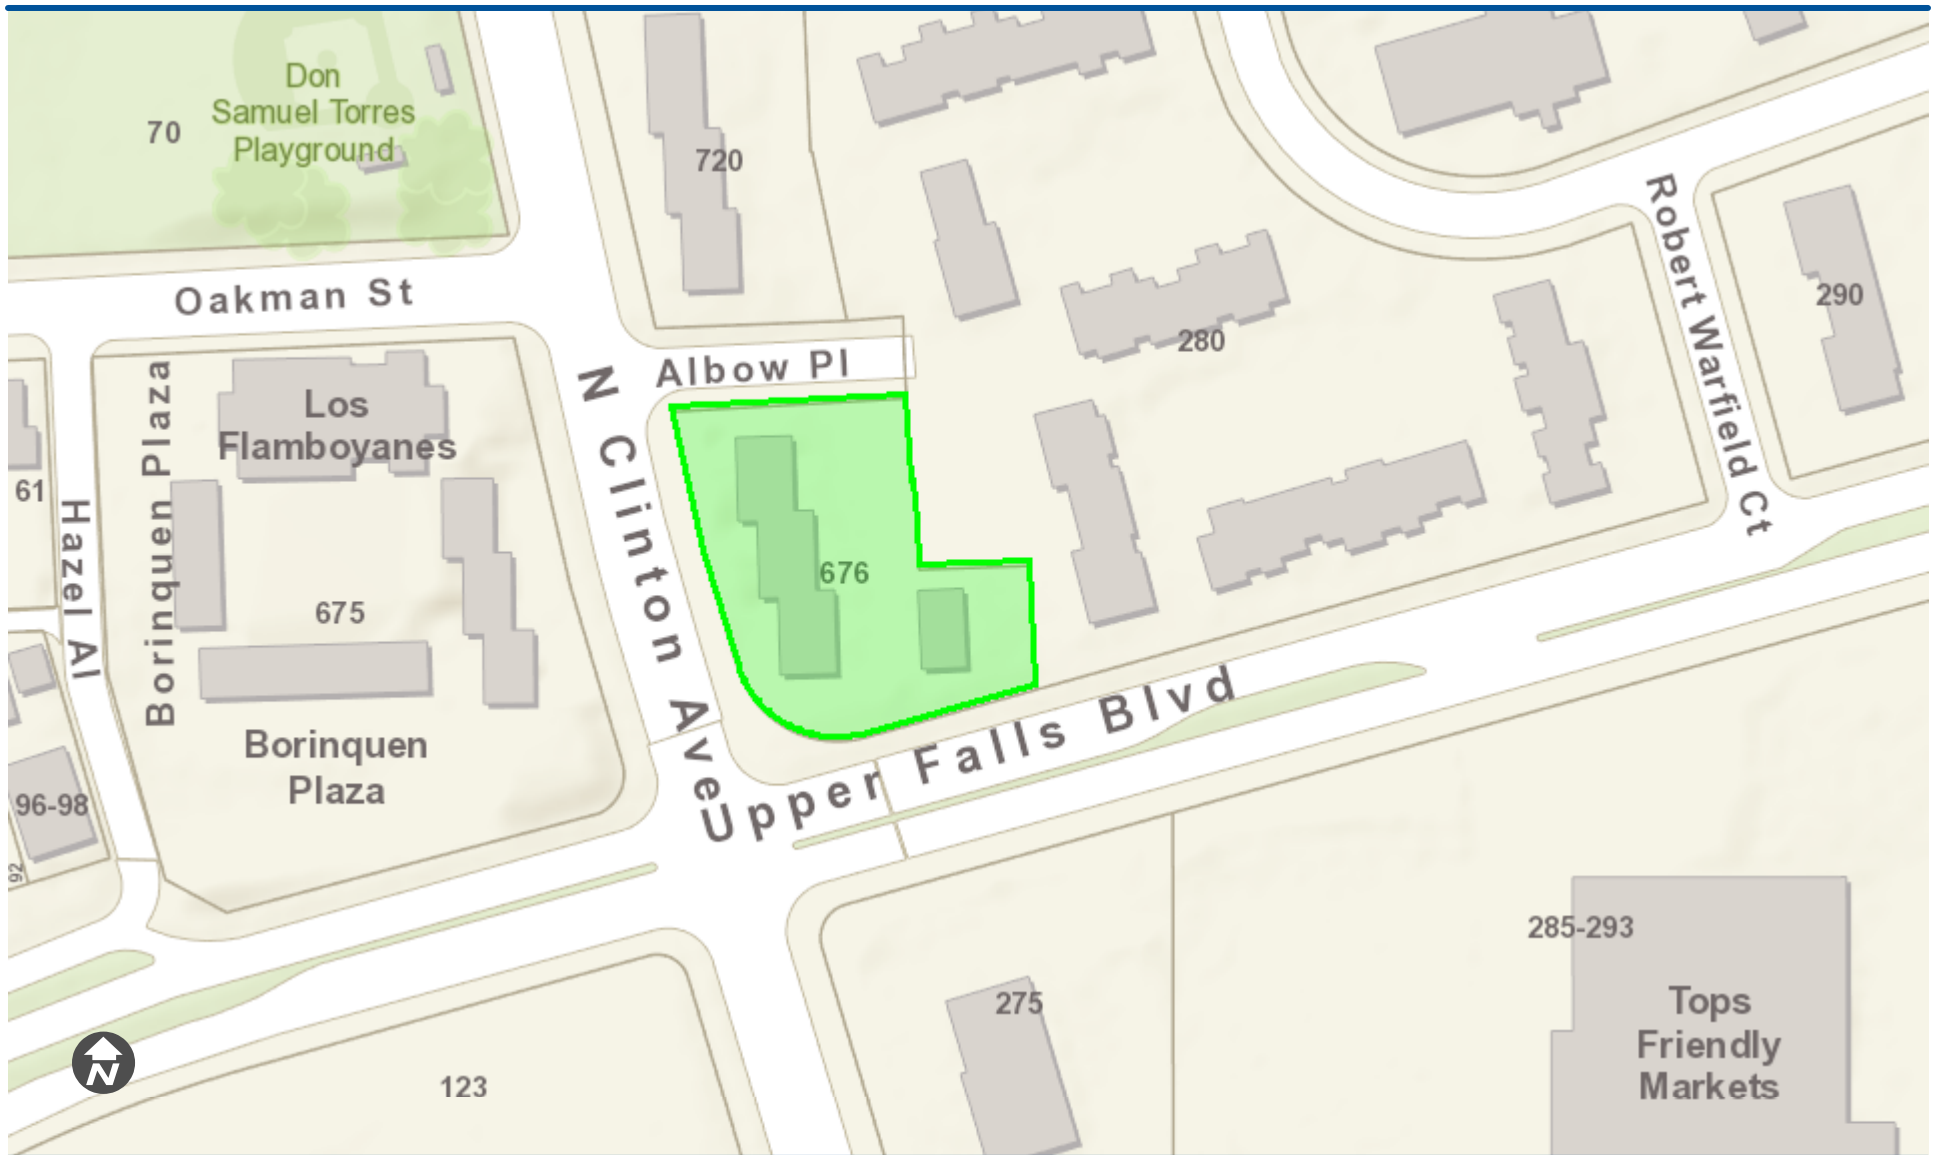 Don
Samuel Torres
Playground
70
720
Oakman St
Albow Pl
280
Robert Warfield Ct
290
Los
Flamboyanes
Borinquen Plaza
N Clinton Ave
61
Hazel Al
676
675
Upper Falls Blvd
Borinquen
Plaza
96-98
92
285-293
Tops
Friendly
Markets
275
123
N